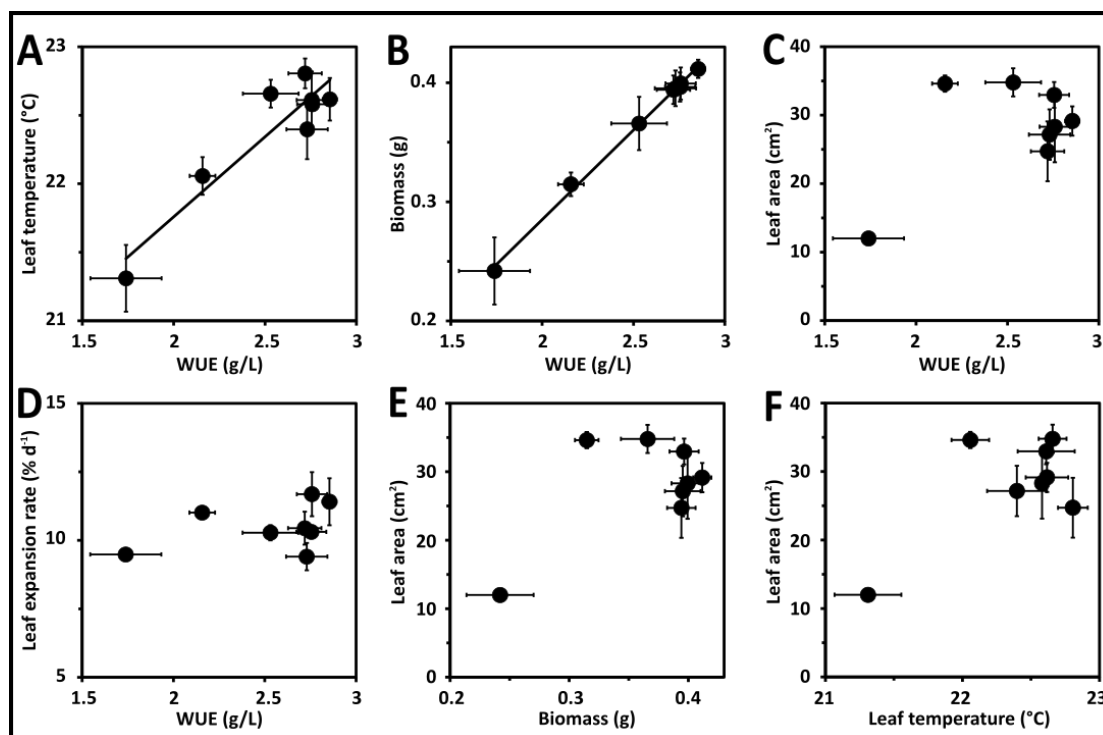 A
Leaf temperature (°C)
23
22
21
1.5 2 2.5 3
WUE (g/L)
B
Biomass (g)
0.4
0.2
1.5 2 2.5 3
WUE (g/L)
C
Leaf area (cm²)
40
30
20
10
0
1.5 2 2.5 3
WUE (g/L)
D
Leaf expansion rate (% d⁻¹)
15
10
5
1.5 2 2.5 3
WUE (g/L)
E
Leaf area (cm²)
40
30
20
10
0
0.2 0.3 0.4
Biomass (g)
F
Leaf area (cm²)
40
30
20
10
0
21 22 23
Leaf temperature (°C)